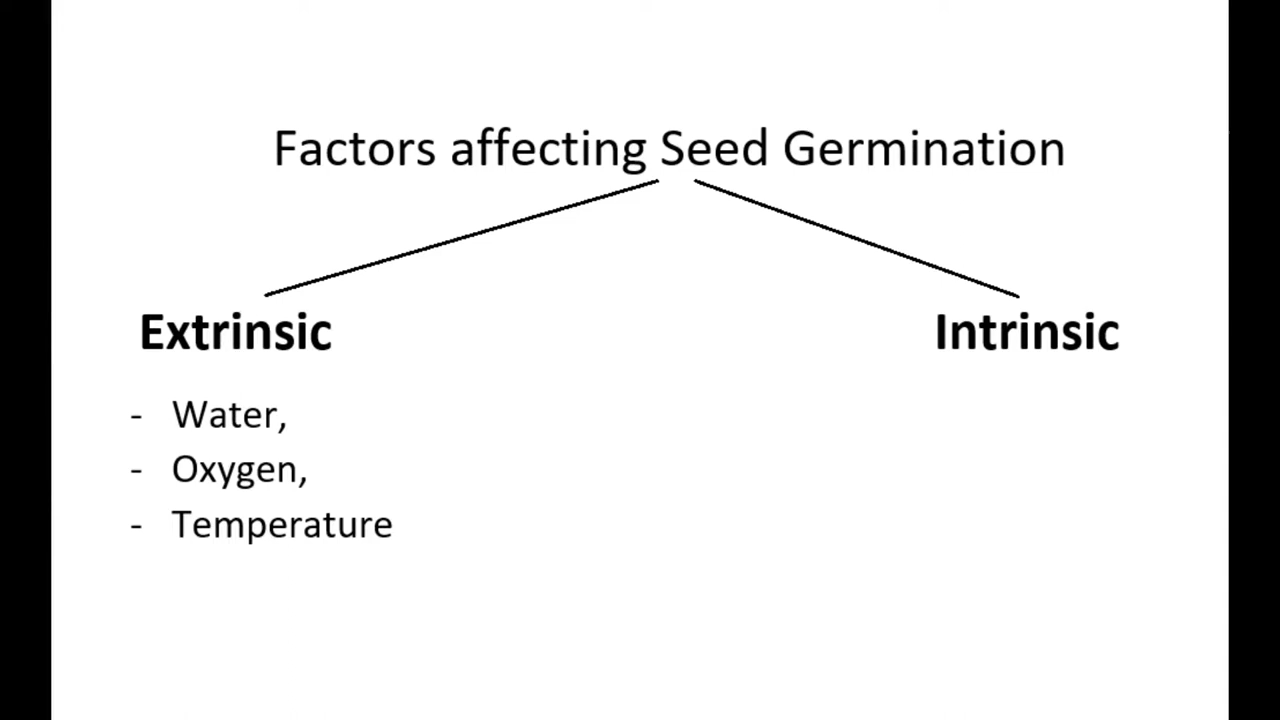 Factors affecting Seed Germination
Extrinsic
Intrinsic
- Water,
- Oxygen,
- Temperature